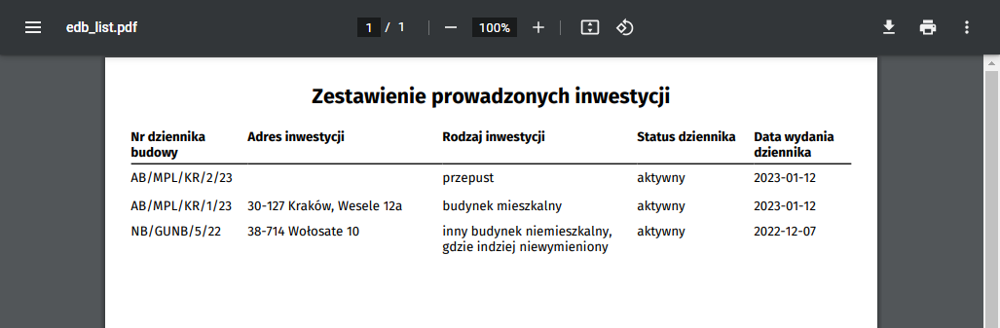 edb_list.pdf 1 / 1 100%
Zestawienie prowadzonych inwestycji
Nr dziennika budowy Adres inwestycji Rodzaj inwestycji Status dziennika Data wydania dziennika
AB/MPL/KR/2/23 przepust aktywny 2023-01-12
AB/MPL/KR/1/23 30-127 Kraków, Wesele 12a budynek mieszkalny aktywny 2023-01-12
NB/GUNB/5/22 38-714 Wołosate 10 inny budynek niemieszkalny, aktywny 2022-12-07
gdzie indziej niewymieniony